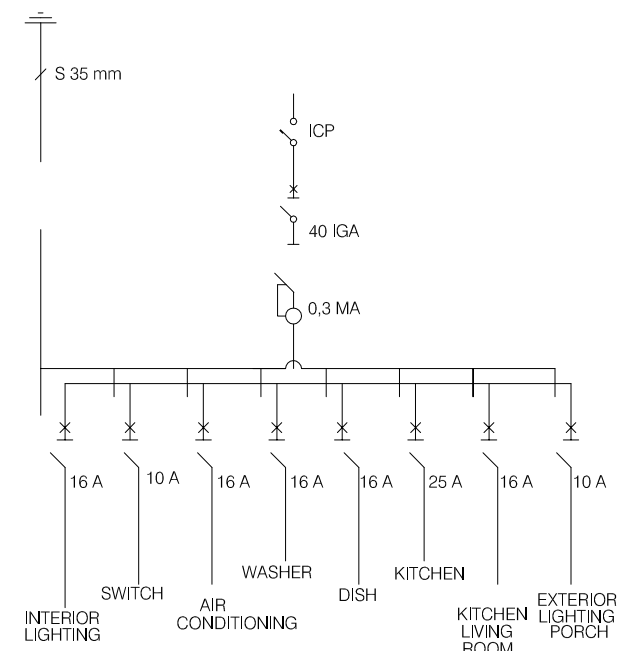 S 35 mm
ICP
40 IGA
0,3 MA
16 A
10 A
16 A
16 A
16 A
25 A
16 A
10 A
INTERIOR
LIGHTING
SWITCH
AIR
CONDITIONING
WASHER
DISH
KITCHEN
KITCHEN
LIVING
ROOM
EXTERIOR
LIGHTING
PORCH